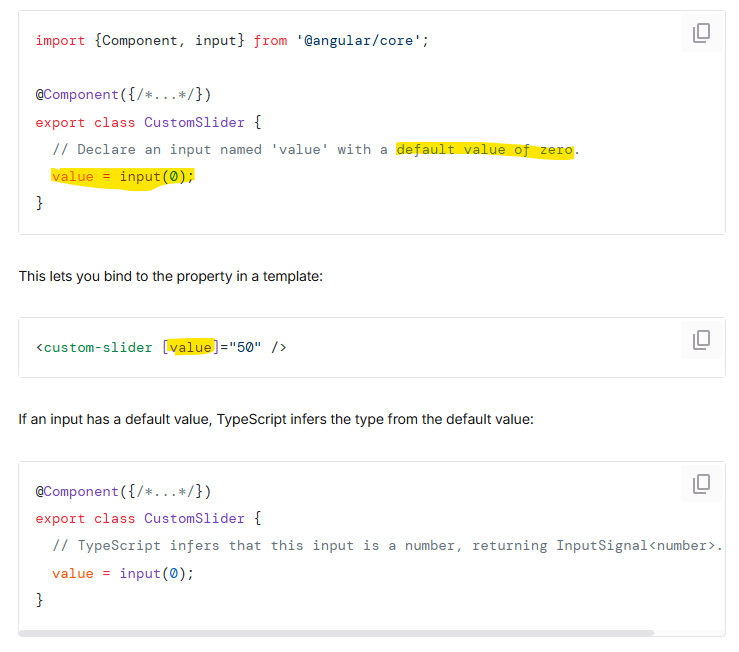 import {Component, input} from '@angular/core';
@Component({/*...*/})
export class CustomSlider {
  // Declare an input named 'value' with a default value of zero.
  value = input(0);
}
This lets you bind to the property in a template:
<custom-slider [value]="50" />
If an input has a default value, TypeScript infers the type from the default value:
@Component({/*...*/})
export class CustomSlider {
  // TypeScript infers that this input is a number, returning InputSignal<number>.
  value = input(0);
}